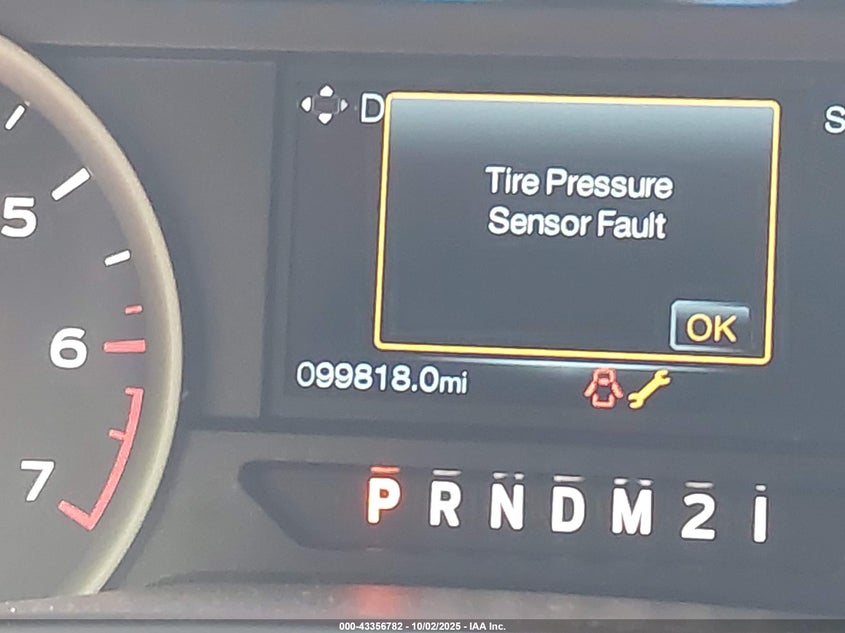 D
S
Tire Pressure
Sensor Fault
OK
5
6
7
099818.0mi
P R N D M 2 1
000-43356782 - 10/02/2025 - IAA Inc.